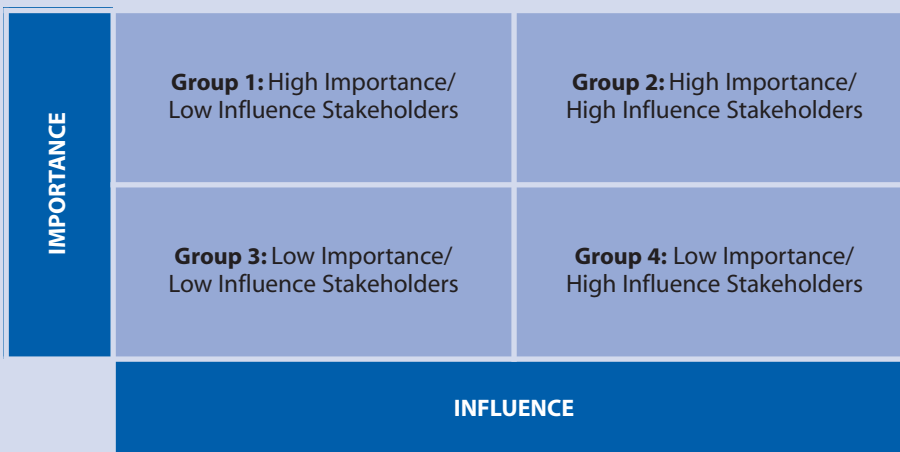 IMPORTANCE
Group 1: High Importance/
Low Influence Stakeholders
Group 2: High Importance/
High Influence Stakeholders
Group 3: Low Importance/
Low Influence Stakeholders
Group 4: Low Importance/
High Influence Stakeholders
INFLUENCE